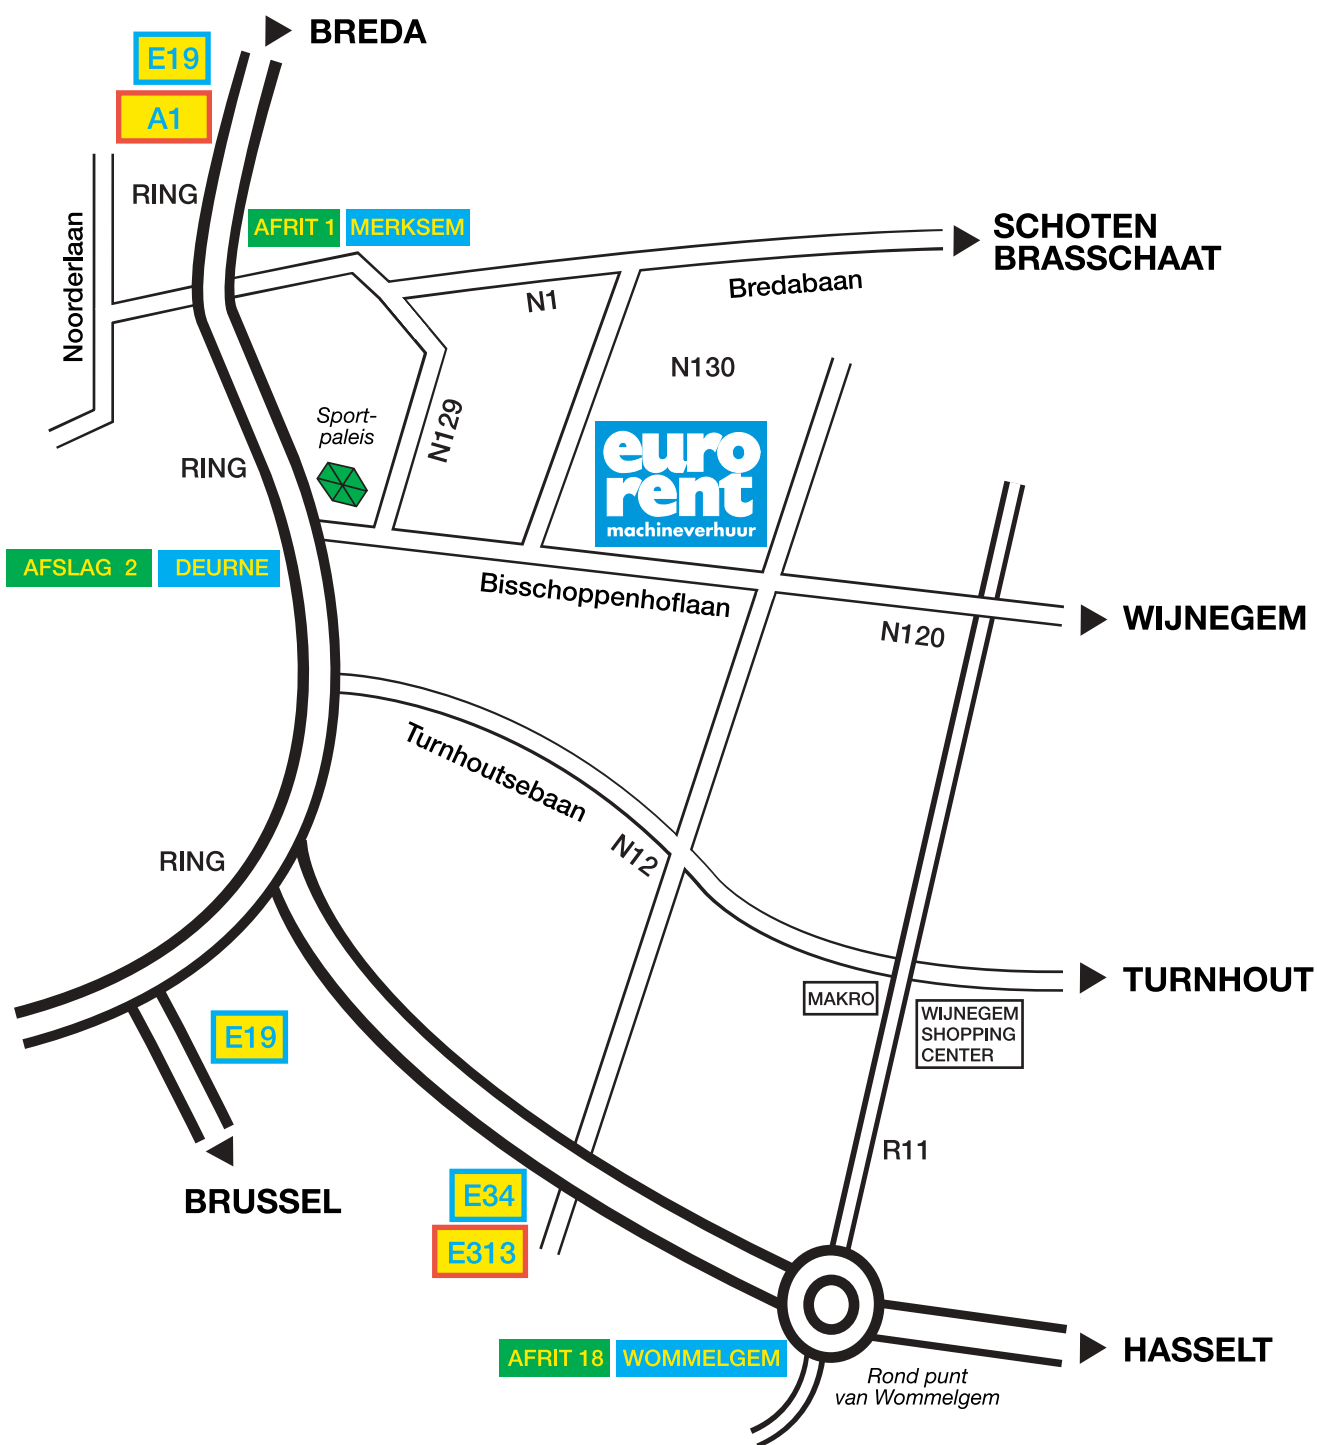 BREDA
E19
A1
RING
AFRIT 1 MERKSEM
Noorderlaan
SCHOTEN
BRASSCHAAT
Bredabaan
N1
N130
N129
Sport-
paleis
RING
euro
rent
machineverhuur
AFSLAG 2 DEURNE
Bisschoppenhoflaan
N120
WIJNEGEM
Turnhoutsebaan
N12
RING
TURNHOUT
MAKRO
WIJNEGEM
SHOPPING
CENTER
E19
R11
BRUSSEL
E34
E313
AFRIT 18 WOMMELGEM
HASSELT
Rond punt
van Wommelgem